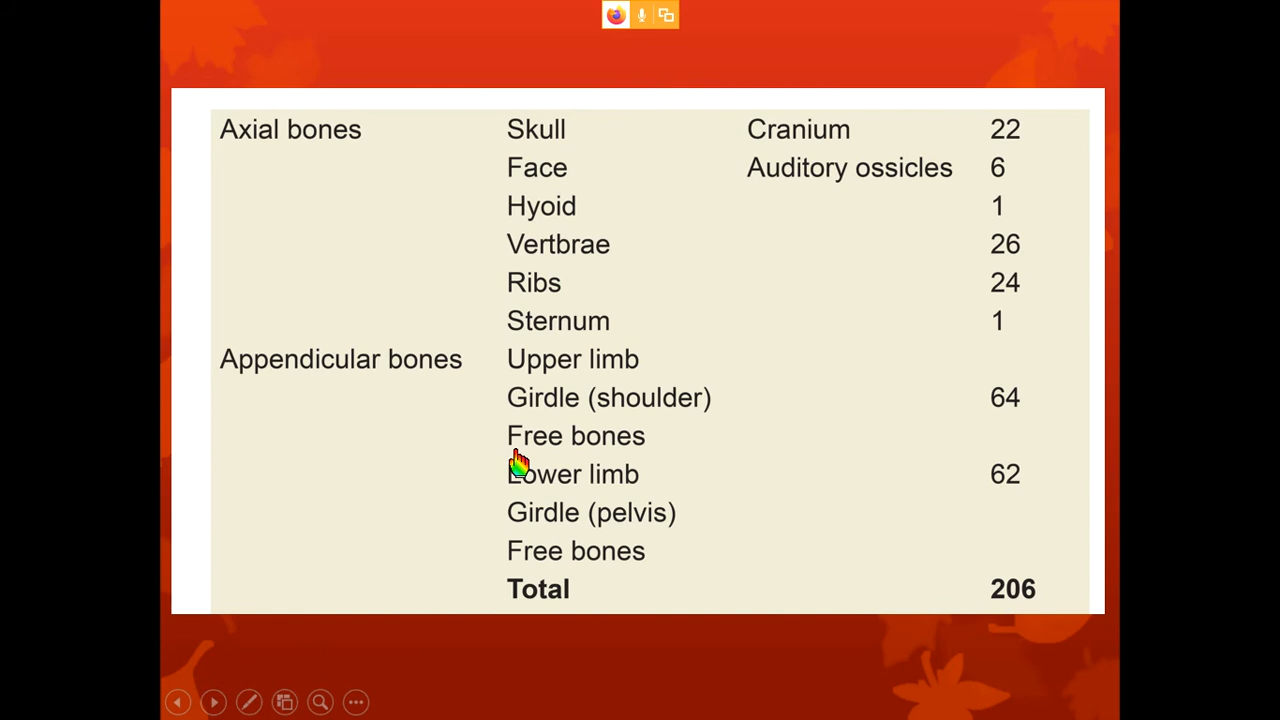 Axial bones Skull Cranium 22
Face Auditory ossicles 6
Hyoid 1
Vertbrae 26
Ribs 24
Sternum 1
Appendicular bones Upper limb
Girdle (shoulder) 64
Free bones
Lower limb 62
Girdle (pelvis)
Free bones
Total 206